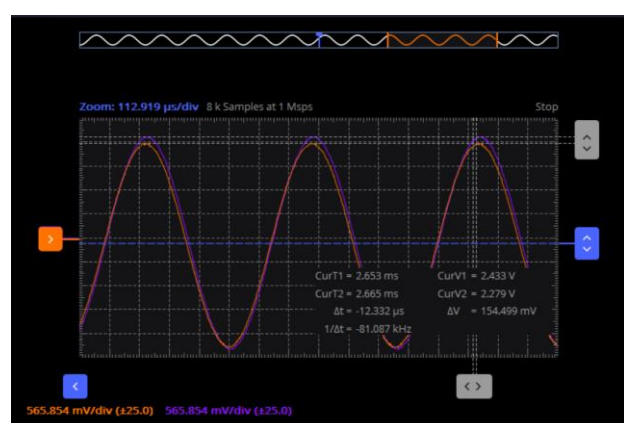 Zoom: 112.919 µs/div 8 k Samples at 1 Msps Stop
CurT1 = 2.653 ms CurV1 = 2.433 V
CurT2 = 2.665 ms CurV2 = 2.279 V
Δt = -12.332 µs ΔV = 154.499 mV
1/Δt = -81.087 kHz
565.854 mV/div (±25.0) 565.854 mV/div (±25.0)